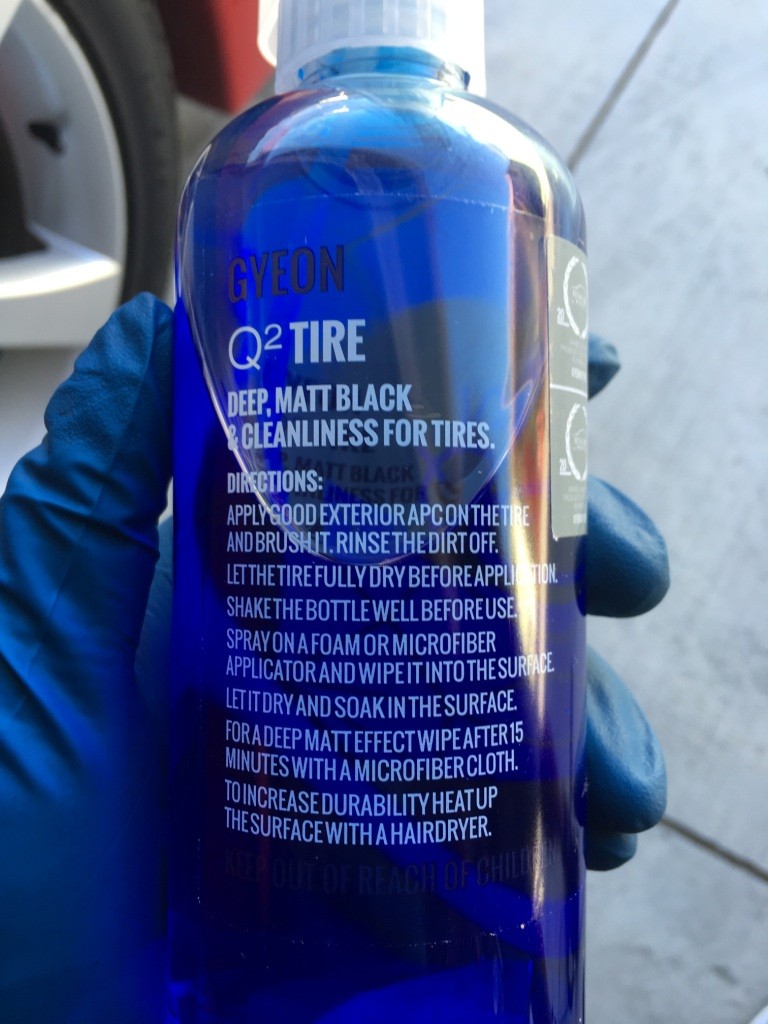 GYEON
Q² TIRE
DEEP, MATT BLACK
& CLEANLINESS FOR TIRES.
DIRECTIONS:
APPLY GOOD EXTERIOR APC ON THE TIRE
AND BRUSH IT. RINSE THE DIRT OFF.
LET THE TIRE FULLY DRY BEFORE APPLICATION.
SHAKE THE BOTTLE WELL BEFORE USE.
SPRAY ON A FOAM OR MICROFIBER
APPLICATOR AND WIPE IT INTO THE SURFACE.
LET IT DRY AND SOAK IN THE SURFACE.
FOR A DEEP MATT EFFECT WIPE AFTER 15
MINUTES WITH A MICROFIBER CLOTH.
TO INCREASE DURABILITY HEAT UP
THE SURFACE WITH A HAIRDRYER.
KEEP OUT OF REACH OF CHILDREN